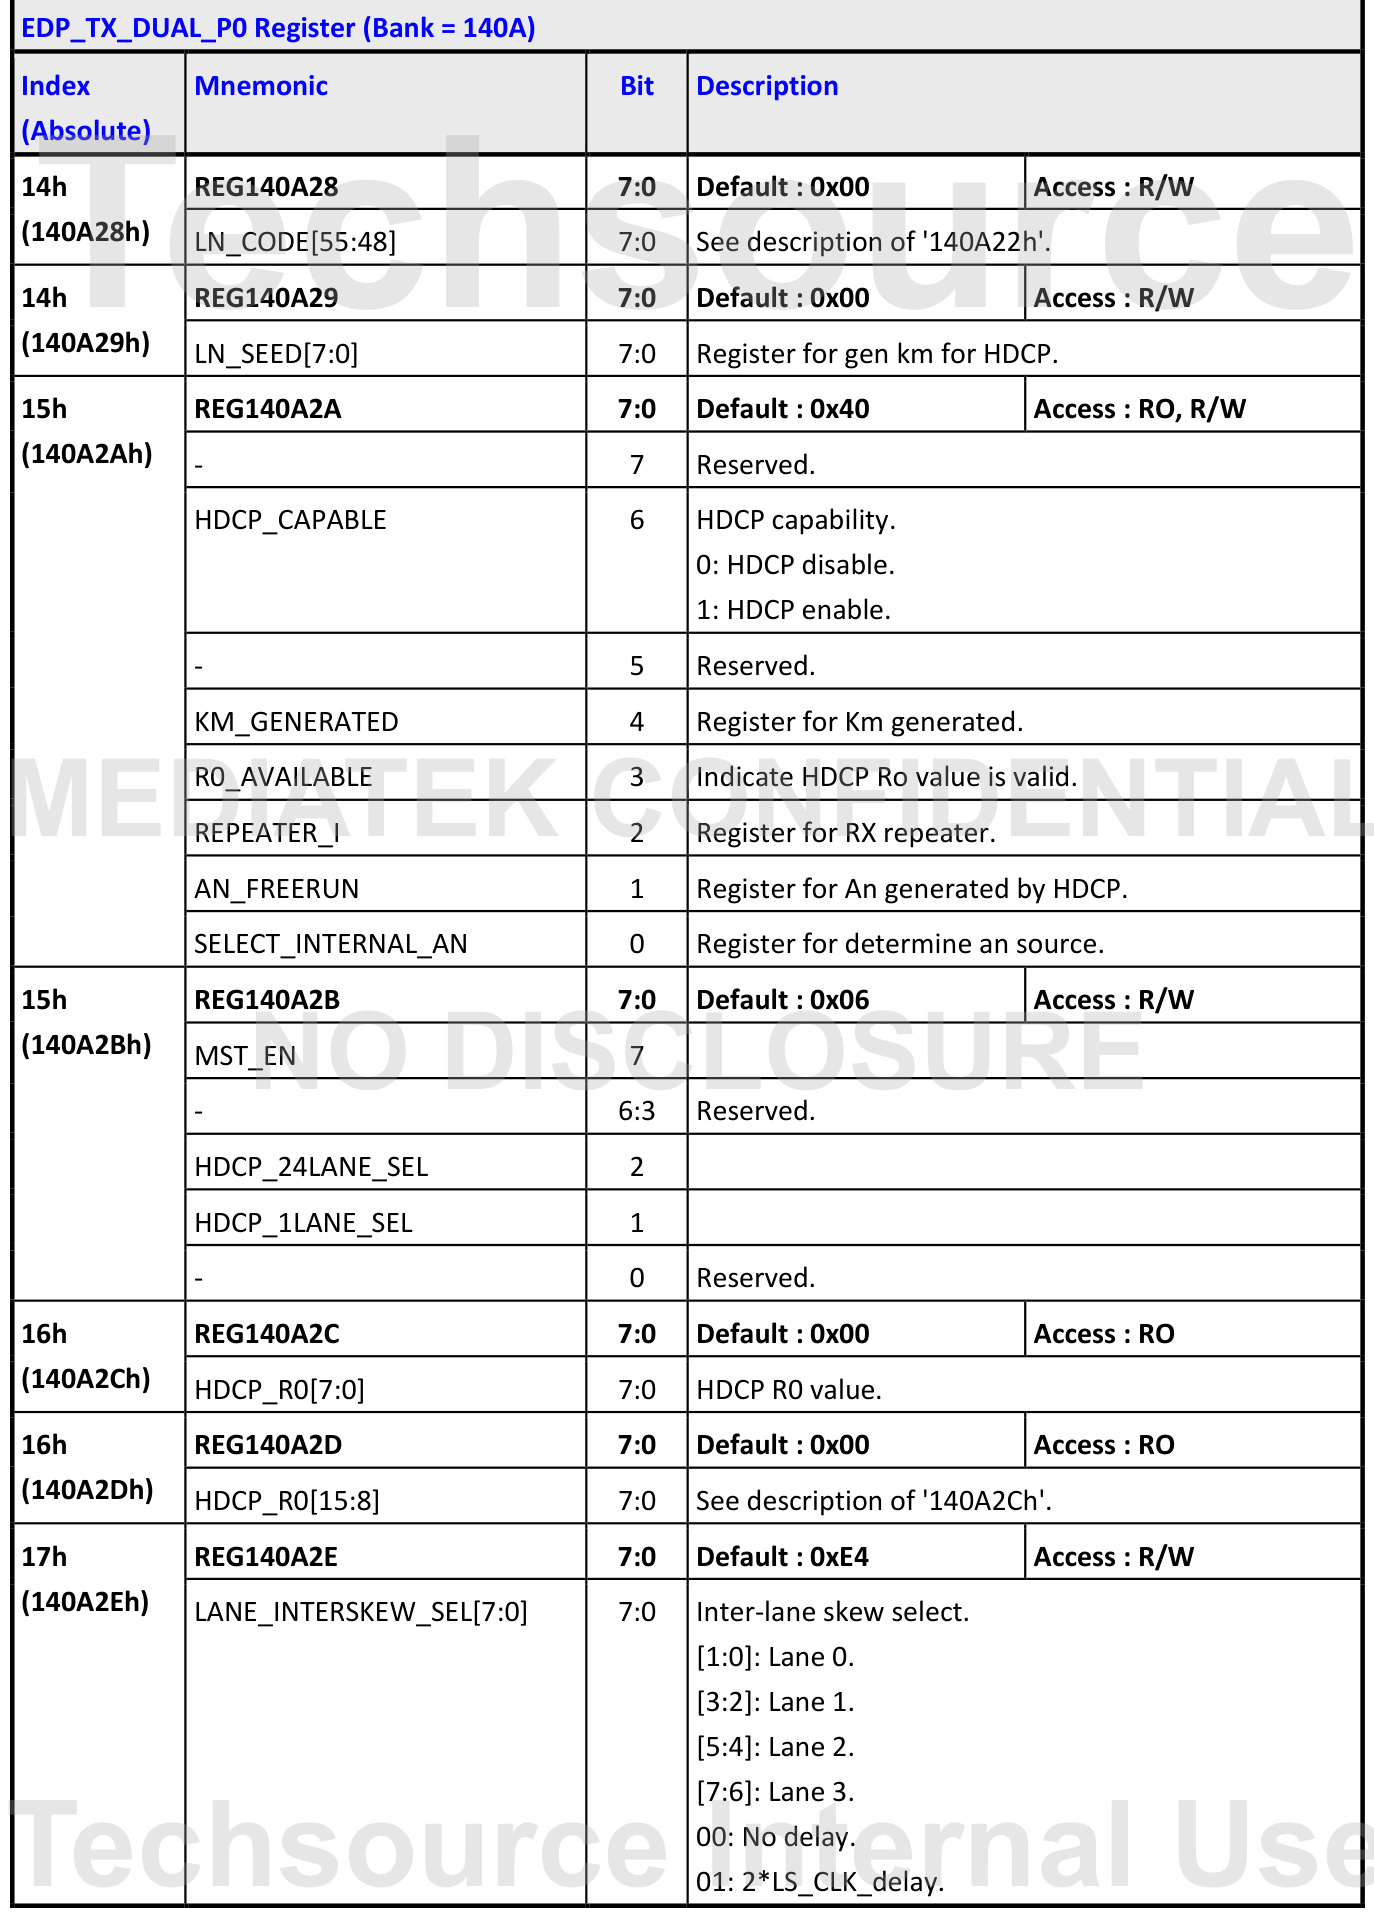 EDP_TX_DUAL_P0 Register (Bank = 140A)
Index (Absolute) Mnemonic Bit Description
14h (140A28h) REG140A28 7:0 Default : 0x00 Access : R/W
LN_CODE[55:48] 7:0 See description of '140A22h'.
14h (140A29h) REG140A29 7:0 Default : 0x00 Access : R/W
LN_SEED[7:0] 7:0 Register for gen km for HDCP.
15h (140A2Ah) REG140A2A 7:0 Default : 0x40 Access : RO, R/W
- 7 Reserved.
HDCP_CAPABLE 6 HDCP capability.
0: HDCP disable.
1: HDCP enable.
- 5 Reserved.
KM_GENERATED 4 Register for Km generated.
R0_AVAILABLE 3 Indicate HDCP Ro value is valid.
REPEATER_I 2 Register for RX repeater.
AN_FREERUN 1 Register for An generated by HDCP.
SELECT_INTERNAL_AN 0 Register for determine an source.
15h (140A2Bh) REG140A2B 7:0 Default : 0x06 Access : R/W
MST_EN 7
- 6:3 Reserved.
HDCP_24LANE_SEL 2
HDCP_1LANE_SEL 1
- 0 Reserved.
16h (140A2Ch) REG140A2C 7:0 Default : 0x00 Access : RO
HDCP_R0[7:0] 7:0 HDCP R0 value.
16h (140A2Dh) REG140A2D 7:0 Default : 0x00 Access : RO
HDCP_R0[15:8] 7:0 See description of '140A2Ch'.
17h (140A2Eh) REG140A2E 7:0 Default : 0xE4 Access : R/W
LANE_INTERSKEW_SEL[7:0] 7:0 Inter-lane skew select.
[1:0]: Lane 0.
[3:2]: Lane 1.
[5:4]: Lane 2.
[7:6]: Lane 3.
00: No delay.
01: 2*LS_CLK_delay.
Techsource
MEDIATEK CONFIDENTIAL
NO DISCLOSURE
Techsource Internal Use